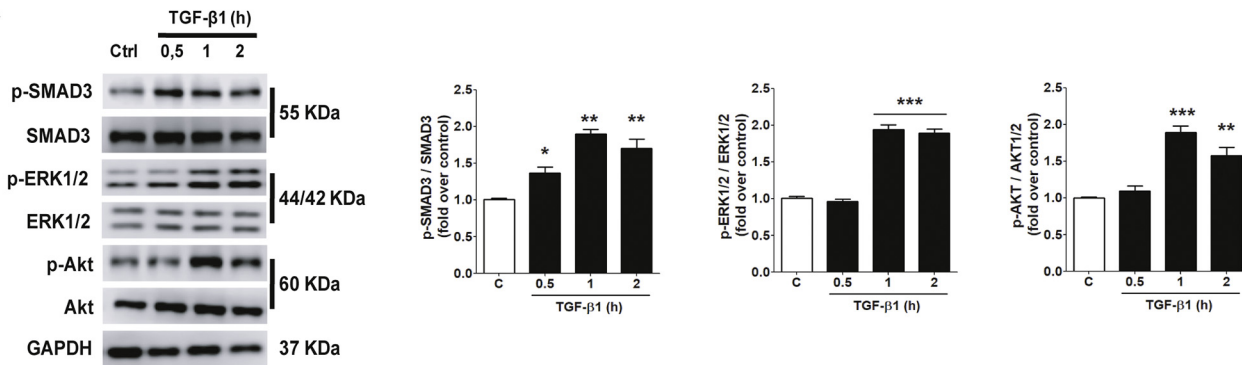 TGF-β1 (h)
Ctrl 0,5 1 2
p-SMAD3
SMAD3
55 KDa
p-ERK1/2
ERK1/2
44/42 KDa
p-Akt
Akt
60 KDa
GAPDH 37 KDa
p-SMAD3 / SMAD3
(fold over control)
2.5
2.0
1.5
1.0
0.5
0.0
* ** **
C 0.5 1 2
TGF-β1 (h)
p-ERK1/2 / ERK1/2
(fold over control)
2.5
2.0
1.5
1.0
0.5
0.0
***
C 0.5 1 2
TGF-β1 (h)
p-AKT / AKT1/2
(fold over control)
2.5
2.0
1.5
1.0
0.5
0.0
*** **
C 0.5 1 2
TGF-β1 (h)